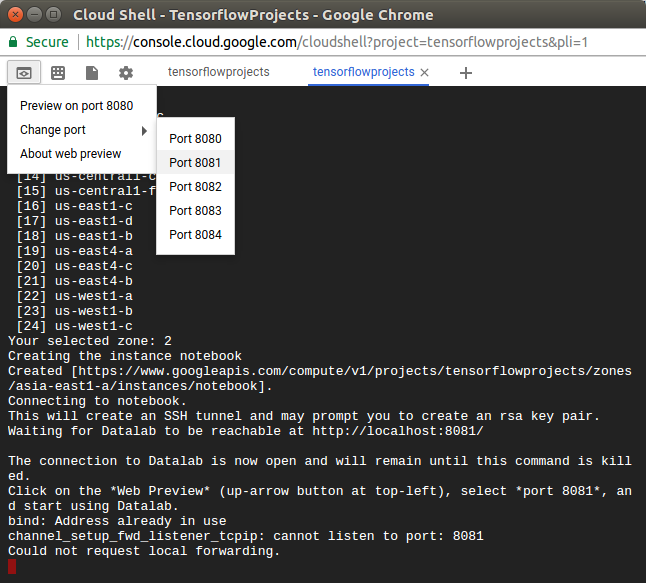 Cloud Shell - TensorflowProjects - Google Chrome
Secure | https://console.cloud.google.com/cloudshell?project=tensorflowprojects&pli=1
tensorflowprojects
tensorflowprojects
Preview on port 8080
Change port
About web preview
Port 8080
Port 8081
Port 8082
Port 8083
Port 8084
[14] us-central1-c
[15] us-central1-f
[16] us-east1-c
[17] us-east1-d
[18] us-east1-b
[19] us-east4-a
[20] us-east4-c
[21] us-east4-b
[22] us-west1-a
[23] us-west1-b
[24] us-west1-c
Your selected zone: 2
Creating the instance notebook
Created [https://www.googleapis.com/compute/v1/projects/tensorflowprojects/zones
/asia-east1-a/instances/notebook].
Connecting to notebook.
This will create an SSH tunnel and may prompt you to create an rsa key pair.
Waiting for Datalab to be reachable at http://localhost:8081/
The connection to Datalab is now open and will remain until this command is kill
ed.
Click on the *Web Preview* (up-arrow button at top-left), select *port 8081*, an
d start using Datalab.
bind: Address already in use
channel_setup_fwd_listener_tcpip: cannot listen to port: 8081
Could not request local forwarding.